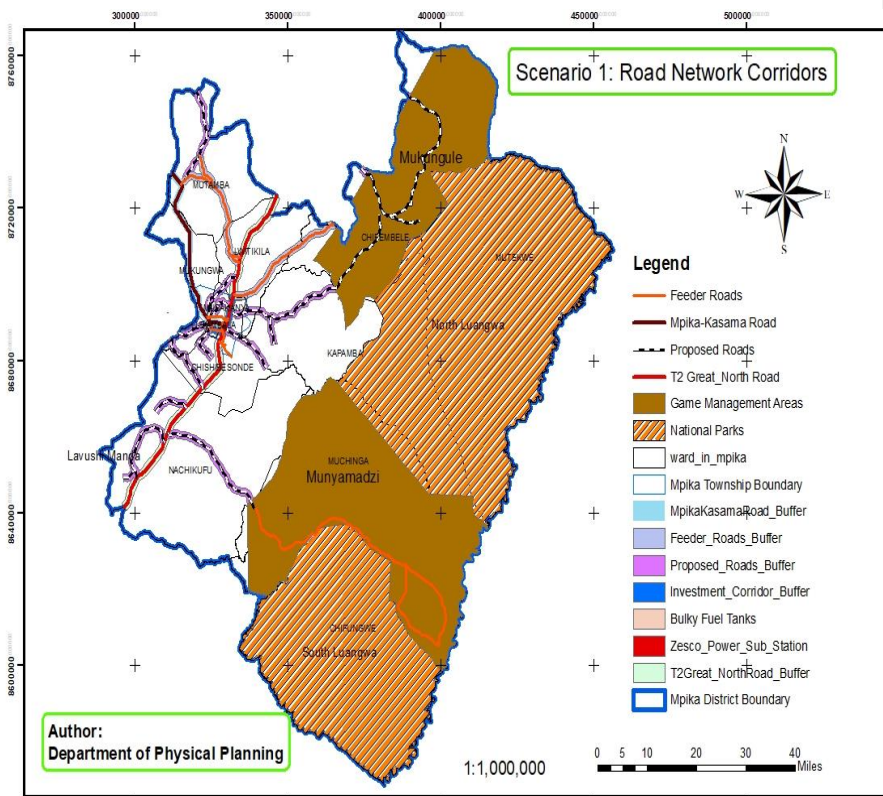 300000 350000 400000 450000 500000
8760000
8720000
8680000
8640000
8600000
Scenario 1: Road Network Corridors
N
W E
S
Mukungule
MUTAMBA
CHIPEMBELE
LWITIKILA
MUTEKWE
MUKUNGWA
North Luangwa
KAPAMBA
CHISHIBESONDE
Lavushi Manda
NACHIKUFU
MUCHINGA
Munyamadzi
CHIFUNGWE
South Luangwa
Legend
Feeder Roads
Mpika-Kasama Road
Proposed Roads
T2 Great_North Road
Game Management Areas
National Parks
ward_in_mpika
Mpika Township Boundary
MpikaKasamaRoad_Buffer
Feeder_Roads_Buffer
Proposed_Roads_Buffer
Investment_Corridor_Buffer
Bulky Fuel Tanks
Zesco_Power_Sub_Station
T2Great_NorthRoad_Buffer
Mpika District Boundary
Author:
Department of Physical Planning
1:1,000,000
0 5 10 20 30 40
Miles